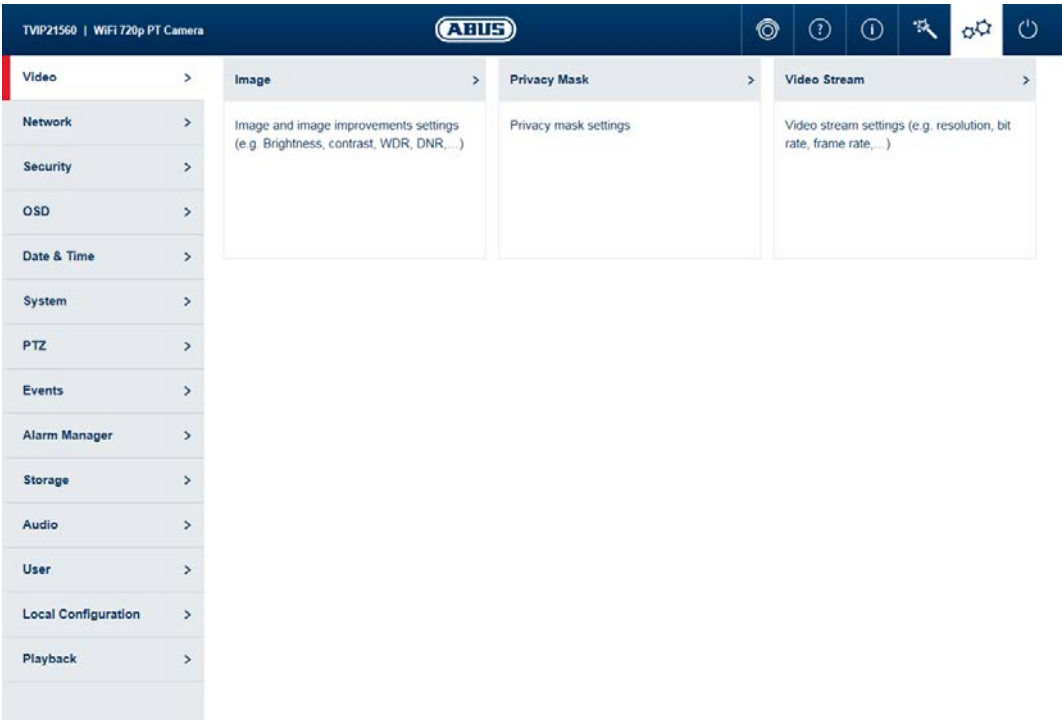 TVIP21560 | WiFi 720p PT Camera
ABUS
Video
Network
Security
OSD
Date & Time
System
PTZ
Events
Alarm Manager
Storage
Audio
User
Local Configuration
Playback
Image
Image and image improvements settings
(e.g. Brightness, contrast, WDR, DNR,...)
Privacy Mask
Privacy mask settings
Video Stream
Video stream settings (e.g. resolution, bit
rate, frame rate,...)